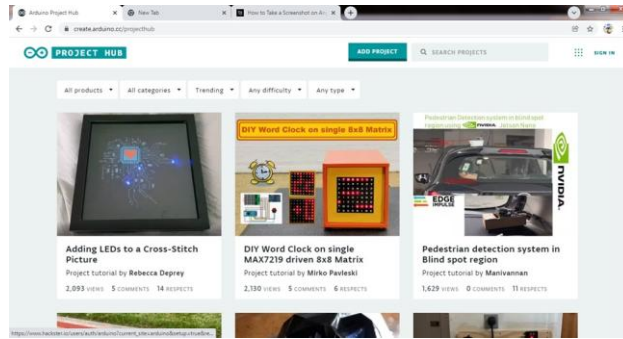 Arduino Project Hub
New Tab
How to Take a Screenshot on A
create.arduino.cc/projecthub
PROJECT HUB
ADD PROJECT
SEARCH PROJECTS
SIGN IN
All products
All categories
Trending
Any difficulty
Any type
DIY Word Clock on single 8x8 Matrix
Pedestrian Detection system in blind spot
region using NVIDIA. Jetson Nano
NVIDIA.
EDGE
IMPULSE
Adding LEDs to a Cross-Stitch
Picture
Project tutorial by Rebecca Deprey
2,093 VIEWS 5 COMMENTS 14 RESPECTS
DIY Word Clock on single
MAX7219 driven 8x8 Matrix
Project tutorial by Mirko Pavleski
2,130 VIEWS 5 COMMENTS 6 RESPECTS
Pedestrian detection system in
Blind spot region
Project tutorial by Manivannan
1,629 VIEWS 0 COMMENTS 11 RESPECTS